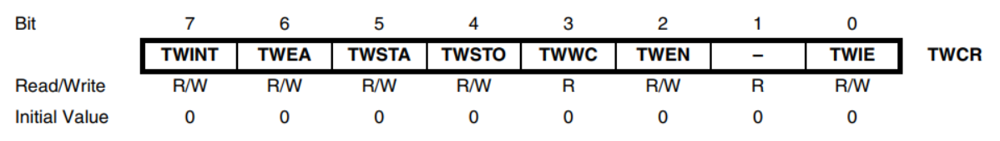 Bit 7 6 5 4 3 2 1 0
TWINT TWEA TWSTA TWSTO TWWC TWEN – TWIE TWCR
Read/Write R/W R/W R/W R/W R R/W R R/W
Initial Value 0 0 0 0 0 0 0 0